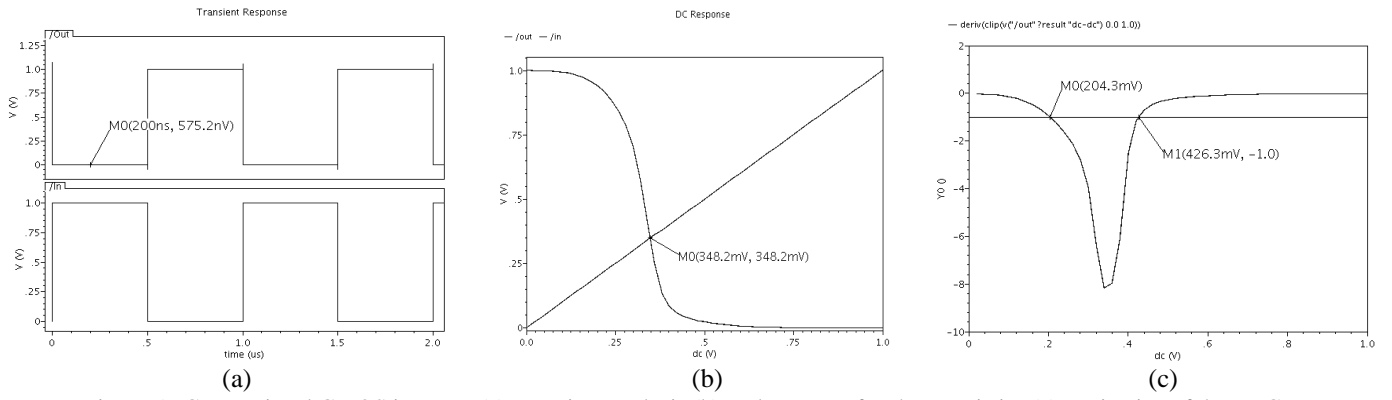 Transient Response
/Out
1.25
1.0
.75
.5
.25
0
V (V)
M0(200ns, 575.2nV)
/In
1.0
.75
.5
.25
0
V (V)
0 .5 1.0 1.5 2.0
time (us)
(a)
DC Response
/out /in
1.0
.75
.5
.25
0
V (V)
M0(348.2mV, 348.2mV)
0.0 .25 .5 .75 1.0
dc (V)
(b)
deriv(clip(v("/out" ?result "dc-dc") 0.0 1.0))
2
0
-2
-4
-6
-8
-10
Y0 ()
M0(204.3mV)
M1(426.3mV, -1.0)
0 .2 .4 .6 .8 1.0
dc (V)
(c)